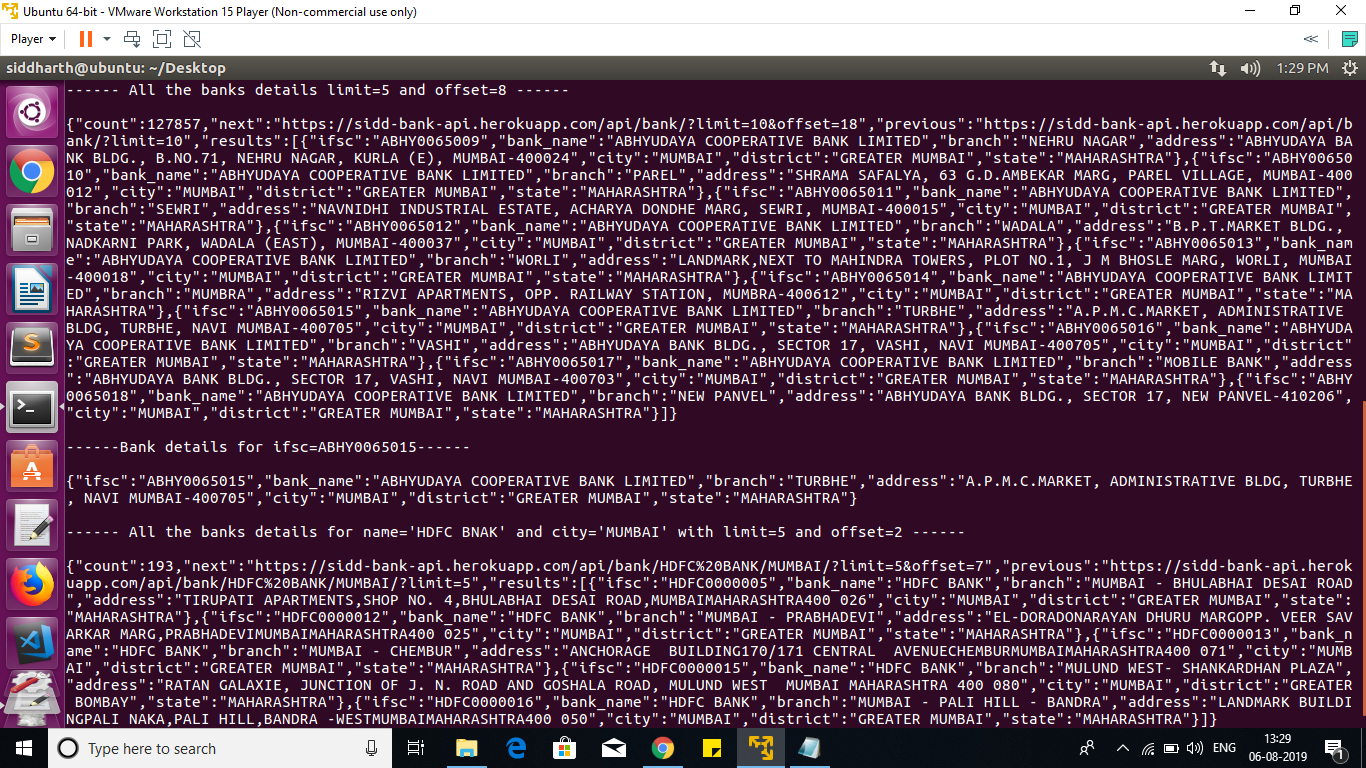 Ubuntu 64-bit - VMware Workstation 15 Player (Non-commercial use only)
Player
siddharth@ubuntu: ~/Desktop
1:29 PM
------ All the banks details limit=5 and offset=8 ------
{"count":127857,"next":"https://sidd-bank-api.herokuapp.com/api/bank/?limit=10&offset=18","previous":"https://sidd-bank-api.herokuapp.com/api/b
ank/?limit=10","results":[{"ifsc":"ABHY0065009","bank_name":"ABHYUDAYA COOPERATIVE BANK LIMITED","branch":"NEHRU NAGAR","address":"ABHYUDAYA BA
NK BLDG., B.NO.71, NEHRU NAGAR, KURLA (E), MUMBAI-400024","city":"MUMBAI","district":"GREATER MUMBAI","state":"MAHARASHTRA"},{"ifsc":"ABHY00650
10","bank_name":"ABHYUDAYA COOPERATIVE BANK LIMITED","branch":"PAREL","address":"SHRAMA SAFALYA, 63 G.D.AMBEKAR MARG, PAREL VILLAGE, MUMBAI-400
012","city":"MUMBAI","district":"GREATER MUMBAI","state":"MAHARASHTRA"},{"ifsc":"ABHY0065011","bank_name":"ABHYUDAYA COOPERATIVE BANK LIMITED",
"branch":"SEWRI","address":"NAVNIDHI INDUSTRIAL ESTATE, ACHARYA DONDHE MARG, SEWRI, MUMBAI-400015","city":"MUMBAI","district":"GREATER MUMBAI",
"state":"MAHARASHTRA"},{"ifsc":"ABHY0065012","bank_name":"ABHYUDAYA COOPERATIVE BANK LIMITED","branch":"WADALA","address":"B.P.T.MARKET BLDG.,
NADKARNI PARK, WADALA (EAST), MUMBAI-400037","city":"MUMBAI","district":"GREATER MUMBAI","state":"MAHARASHTRA"},{"ifsc":"ABHY0065013","bank_nam
e":"ABHYUDAYA COOPERATIVE BANK LIMITED","branch":"WORLI","address":"LANDMARK,NEXT TO MAHINDRA TOWERS, PLOT NO.1, J M BHOSLE MARG, WORLI, MUMBAI
-400018","city":"MUMBAI","district":"GREATER MUMBAI","state":"MAHARASHTRA"},{"ifsc":"ABHY0065014","bank_name":"ABHYUDAYA COOPERATIVE BANK LIMIT
ED","branch":"MUMBRA","address":"RIZVI APARTMENTS, OPP. RAILWAY STATION, MUMBRA-400612","city":"MUMBAI","district":"GREATER MUMBAI","state":"MA
HARASHTRA"},{"ifsc":"ABHY0065015","bank_name":"ABHYUDAYA COOPERATIVE BANK LIMITED","branch":"TURBHE","address":"A.P.M.C.MARKET, ADMINISTRATIVE
BLDG, TURBHE, NAVI MUMBAI-400705","city":"MUMBAI","district":"GREATER MUMBAI","state":"MAHARASHTRA"},{"ifsc":"ABHY0065016","bank_name":"ABHYUDA
YA COOPERATIVE BANK LIMITED","branch":"VASHI","address":"ABHYUDAYA BANK BLDG., SECTOR 17, VASHI, NAVI MUMBAI-400705","city":"MUMBAI","district"
:"GREATER MUMBAI","state":"MAHARASHTRA"},{"ifsc":"ABHY0065017","bank_name":"ABHYUDAYA COOPERATIVE BANK LIMITED","branch":"MOBILE BANK","address
":"ABHYUDAYA BANK BLDG., SECTOR 17, VASHI, NAVI MUMBAI-400703","city":"MUMBAI","district":"GREATER MUMBAI","state":"MAHARASHTRA"},{"ifsc":"ABHY
0065018","bank_name":"ABHYUDAYA COOPERATIVE BANK LIMITED","branch":"NEW PANVEL","address":"ABHYUDAYA BANK BLDG., SECTOR 17, NEW PANVEL-410206",
"city":"MUMBAI","district":"GREATER MUMBAI","state":"MAHARASHTRA"}]}
------Bank details for ifsc=ABHY0065015------
{"ifsc":"ABHY0065015","bank_name":"ABHYUDAYA COOPERATIVE BANK LIMITED","branch":"TURBHE","address":"A.P.M.C.MARKET, ADMINISTRATIVE BLDG, TURBHE
, NAVI MUMBAI-400705","city":"MUMBAI","district":"GREATER MUMBAI","state":"MAHARASHTRA"}
------ All the banks details for name='HDFC BNAK' and city='MUMBAI' with limit=5 and offset=2 ------
{"count":193,"next":"https://sidd-bank-api.herokuapp.com/api/bank/HDFC%20BANK/MUMBAI/?limit=5&offset=7","previous":"https://sidd-bank-api.herok
uapp.com/api/bank/HDFC%20BANK/MUMBAI/?limit=5","results":[{"ifsc":"HDFC0000005","bank_name":"HDFC BANK","branch":"MUMBAI - BHULABHAI DESAI ROAD
","address":"TIRUPATI APARTMENTS,SHOP NO. 4,BHULABHAI DESAI ROAD,MUMBAIMAHARASHTRA400 026","city":"MUMBAI","district":"GREATER MUMBAI","state":
"MAHARASHTRA"},{"ifsc":"HDFC0000012","bank_name":"HDFC BANK","branch":"MUMBAI - PRABHADEVI","address":"EL-DORADONARAYAN DHURU MARGOPP. VEER SAV
ARKAR MARG,PRABHADEVIMUMBAIMAHARASHTRA400 025","city":"MUMBAI","district":"GREATER MUMBAI","state":"MAHARASHTRA"},{"ifsc":"HDFC0000013","bank_n
ame":"HDFC BANK","branch":"MUMBAI - CHEMBUR","address":"ANCHORAGE  BUILDING170/171 CENTRAL  AVENUECHEMBURMUMBAIMAHARASHTRA400 071","city":"MUMB
AI","district":"GREATER MUMBAI","state":"MAHARASHTRA"},{"ifsc":"HDFC0000015","bank_name":"HDFC BANK","branch":"MULUND WEST- SHANKARDHAN PLAZA",
"address":"RATAN GALAXIE, JUNCTION OF J. N. ROAD AND GOSHALA ROAD, MULUND WEST  MUMBAI MAHARASHTRA 400 080","city":"MUMBAI","district":"GREATER
 BOMBAY","state":"MAHARASHTRA"},{"ifsc":"HDFC0000016","bank_name":"HDFC BANK","branch":"MUMBAI - PALI HILL - BANDRA","address":"LANDMARK BUILDI
NGPALI NAKA,PALI HILL,BANDRA -WESTMUMBAIMAHARASHTRA400 050","city":"MUMBAI","district":"GREATER MUMBAI","state":"MAHARASHTRA"}]}
Type here to search
ENG
13:29
06-08-2019
1